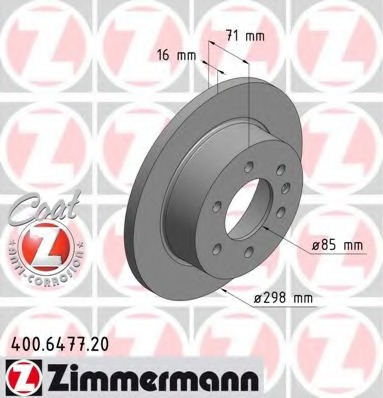 71 mm
16 mm
Coat
Z
ANTI-CORROSION
ø85 mm
ø298 mm
400.6477.20
Z Zimmermann